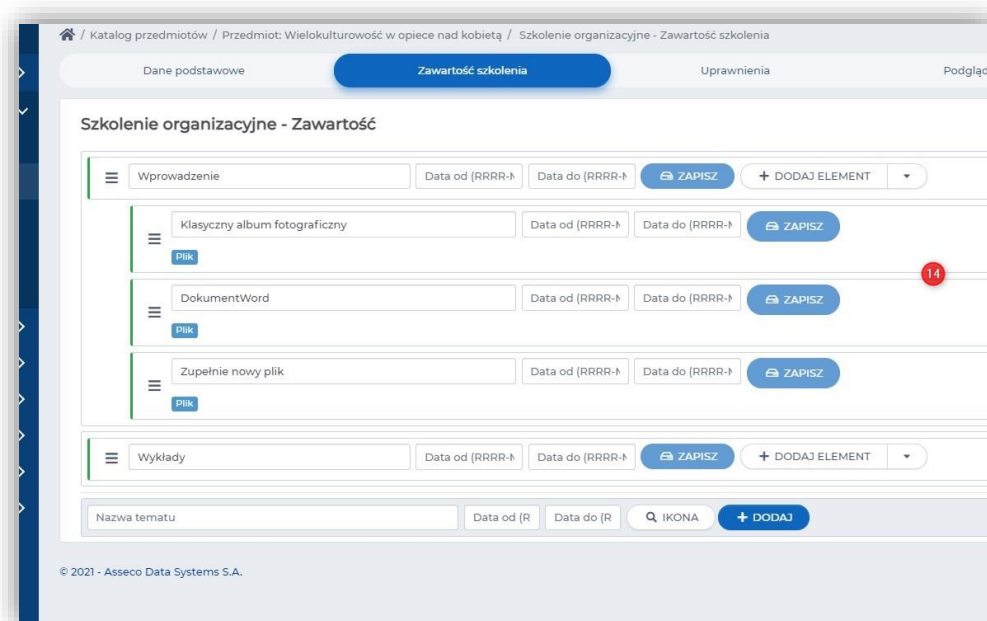 / Katalog przedmiotów / Przedmiot: Wielokulturowość w opiece nad kobietą / Szkolenie organizacyjne - Zawartość szkolenia
Dane podstawowe Zawartość szkolenia Uprawnienia Podgląd
Szkolenie organizacyjne - Zawartość
Wprowadzenie Data od (RRRR-M Data do (RRRR-M ZAPISZ + DODAJ ELEMENT
Klasyczny album fotograficzny Data od (RRRR-M Data do (RRRR-M ZAPISZ
Plik
14
DokumentWord Data od (RRRR-M Data do (RRRR-M ZAPISZ
Plik
Zupełnie nowy plik Data od (RRRR-M Data do (RRRR-M ZAPISZ
Plik
Wykłady Data od (RRRR-M Data do (RRRR-M ZAPISZ + DODAJ ELEMENT
Nazwa tematu Data od (R Data do (R IKONA + DODAJ
© 2021 - Asseco Data Systems S.A.